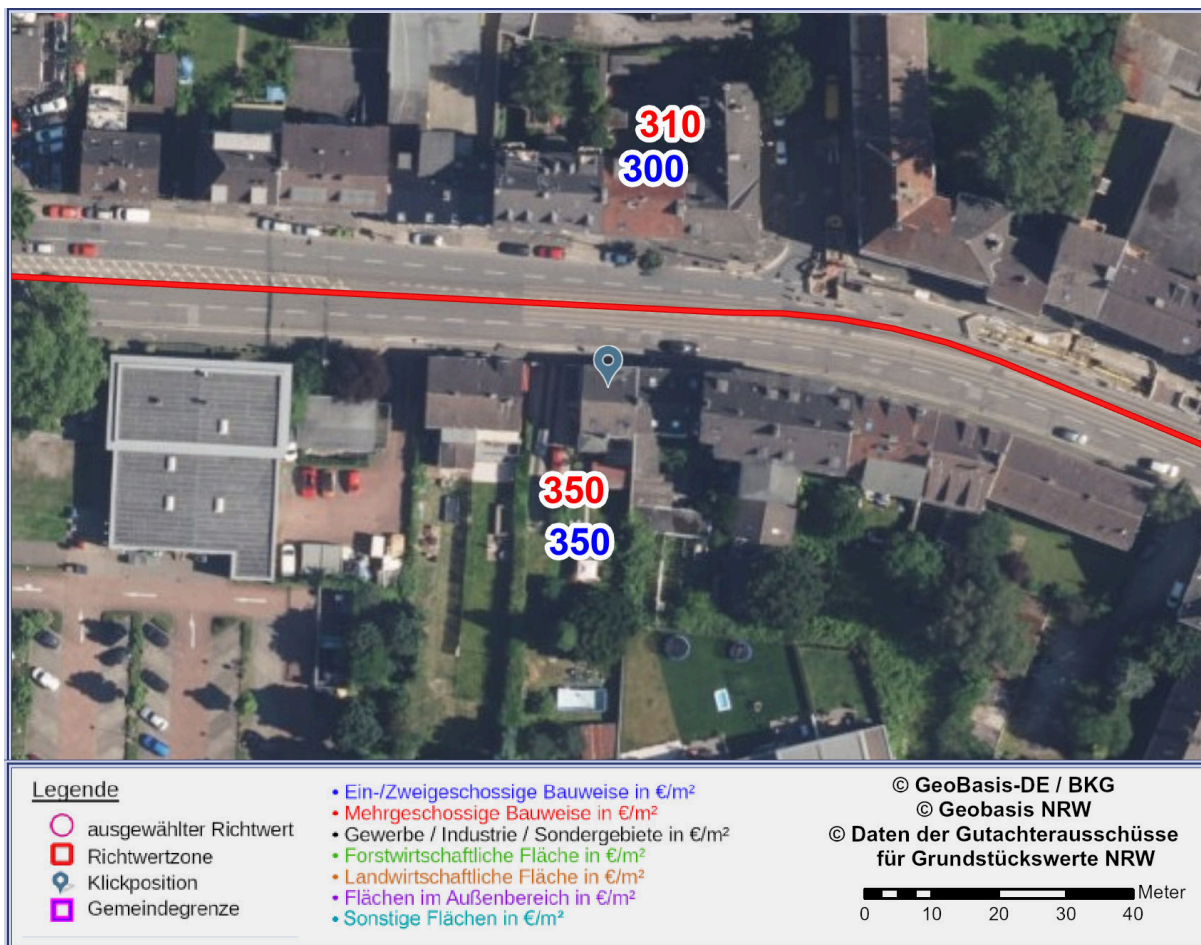 310
300
350
350
Legende
ausgewählter Richtwert
Richtwertzone
Klickposition
Gemeindegrenze
• Ein-/Zweigeschossige Bauweise in €/m²
• Mehrgeschossige Bauweise in €/m²
• Gewerbe / Industrie / Sondergebiete in €/m²
• Forstwirtschaftliche Fläche in €/m²
• Landwirtschaftliche Fläche in €/m²
• Flächen im Außenbereich in €/m²
• Sonstige Flächen in €/m²
© GeoBasis-DE / BKG
© Geobasis NRW
© Daten der Gutachterausschüsse
für Grundstückswerte NRW
Meter
0 10 20 30 40